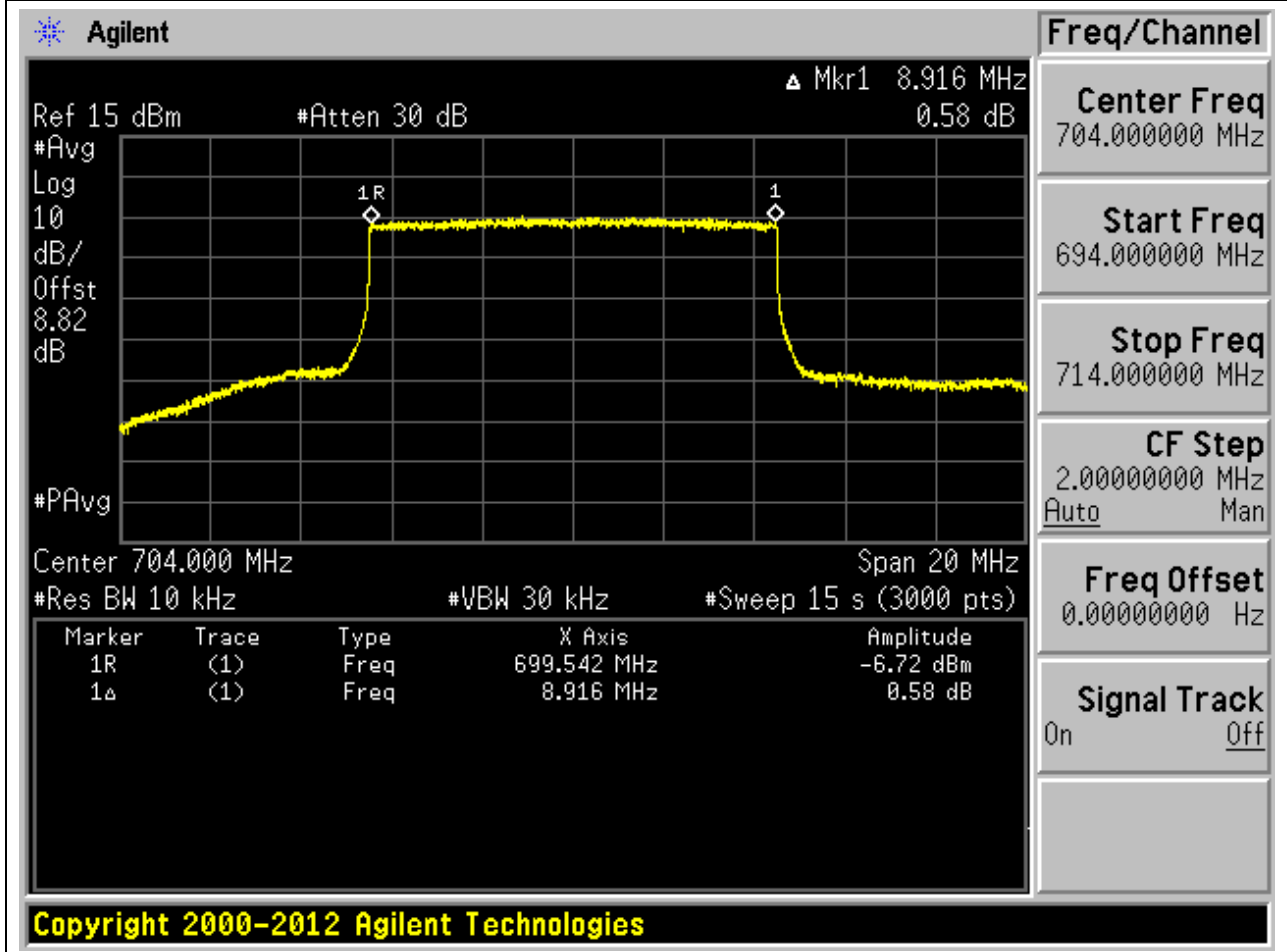 Agilent
Freq/Channel
▵ Mkr1 8.916 MHz
Ref 15 dBm #Atten 30 dB 0.58 dB
#Avg
Log
10
dB/
Offst
8.82
dB
1R
1
#PAvg
Center 704.000 MHz Span 20 MHz
#Res BW 10 kHz #VBW 30 kHz #Sweep 15 s (3000 pts)
Marker Trace Type X Axis Amplitude
1R (1) Freq 699.542 MHz -6.72 dBm
1▵ (1) Freq 8.916 MHz 0.58 dB
Center Freq
704.000000 MHz
Start Freq
694.000000 MHz
Stop Freq
714.000000 MHz
CF Step
2.00000000 MHz
Auto Man
Freq Offset
0.00000000 Hz
Signal Track
On Off
Copyright 2000-2012 Agilent Technologies